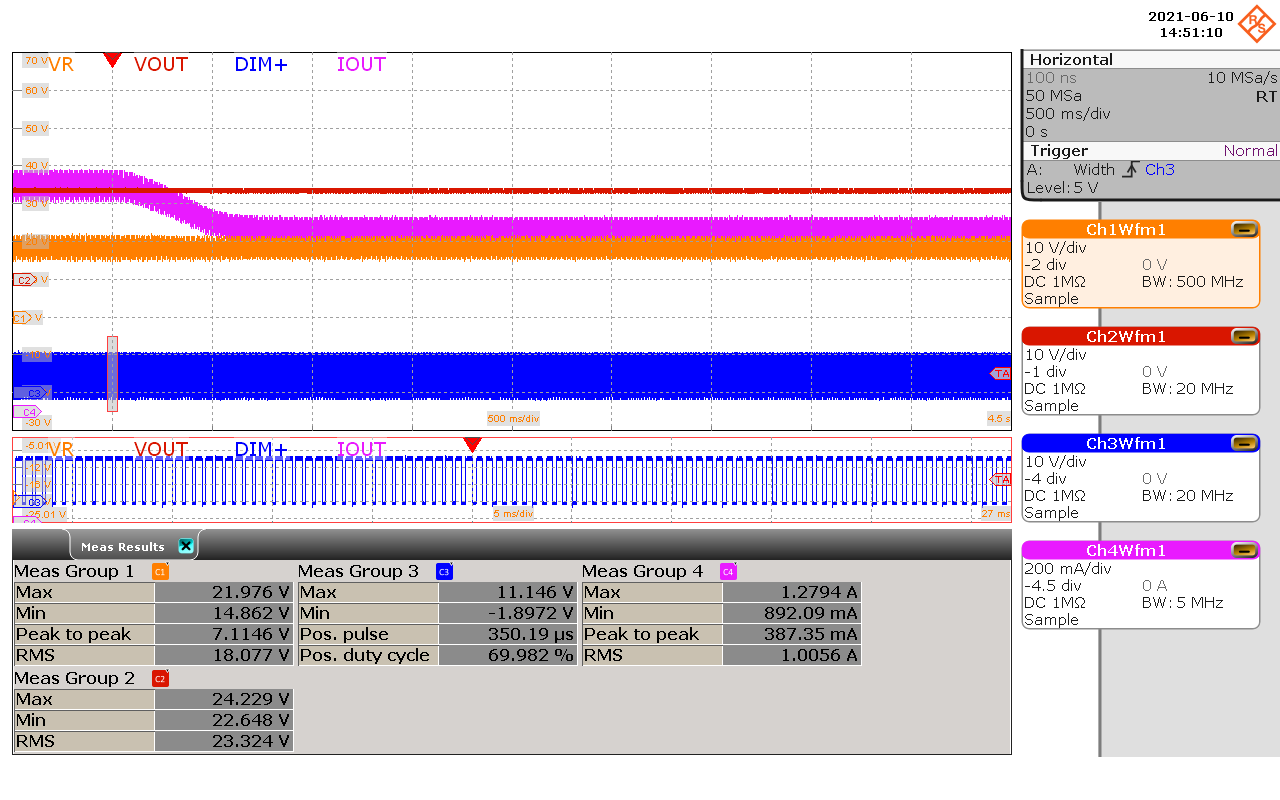 2021-06-10
14:51:10
VR VOUT DIM+ IOUT
70 V
60 V
50 V
40 V
30 V
20 V
C2
C1
10 V
C3
C4
-30 V
TA
500 ms/div
4.5 s
VR VOUT DIM+ IOUT
-5.01
-12 V
C3
TA
-25.01 V
5 ms/div
27 ms
Horizontal
100 ns 10 MSa/s
50 MSa RT
500 ms/div
0 s
Trigger Normal
A: Width Ch3
Level: 5 V
Ch1Wfm1
10 V/div
-2 div 0 V
DC 1MΩ BW: 500 MHz
Sample
Ch2Wfm1
10 V/div
-1 div 0 V
DC 1MΩ BW: 20 MHz
Sample
Ch3Wfm1
10 V/div
-4 div 0 V
DC 1MΩ BW: 20 MHz
Sample
Ch4Wfm1
200 mA/div
-4.5 div 0 A
DC 1MΩ BW: 5 MHz
Sample
Meas Results
Meas Group 1 C1
Max 21.976 V
Min 14.862 V
Peak to peak 7.1146 V
RMS 18.077 V
Meas Group 3 C3
Max 11.146 V
Min -1.8972 V
Pos. pulse 350.19 µs
Pos. duty cycle 69.982 %
Meas Group 4 C4
Max 1.2794 A
Min 892.09 mA
Peak to peak 387.35 mA
RMS 1.0056 A
Meas Group 2 C2
Max 24.229 V
Min 22.648 V
RMS 23.324 V